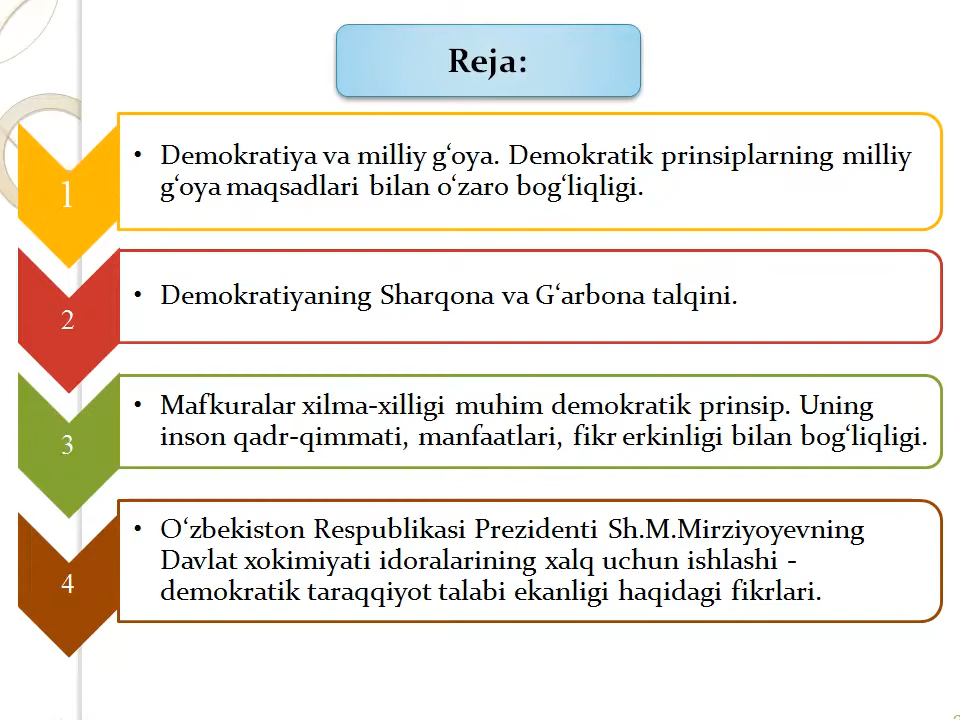 Reja:
1
• Demokratiya va milliy g‘oya. Demokratik prinsiplarning milliy
g‘oya maqsadlari bilan o‘zaro bog‘liqligi.
2
• Demokratiyaning Sharqona va G‘arbona talqini.
3
• Mafkuralar xilma-xilligi muhim demokratik prinsip. Uning
inson qadr-qimmati, manfaatlari, fikr erkinligi bilan bog‘liqligi.
4
• O‘zbekiston Respublikasi Prezidenti Sh.M.Mirziyoyevning
Davlat xokimiyati idoralarining xalq uchun ishlashi -
demokratik taraqqiyot talabi ekanligi haqidagi fikrlari.